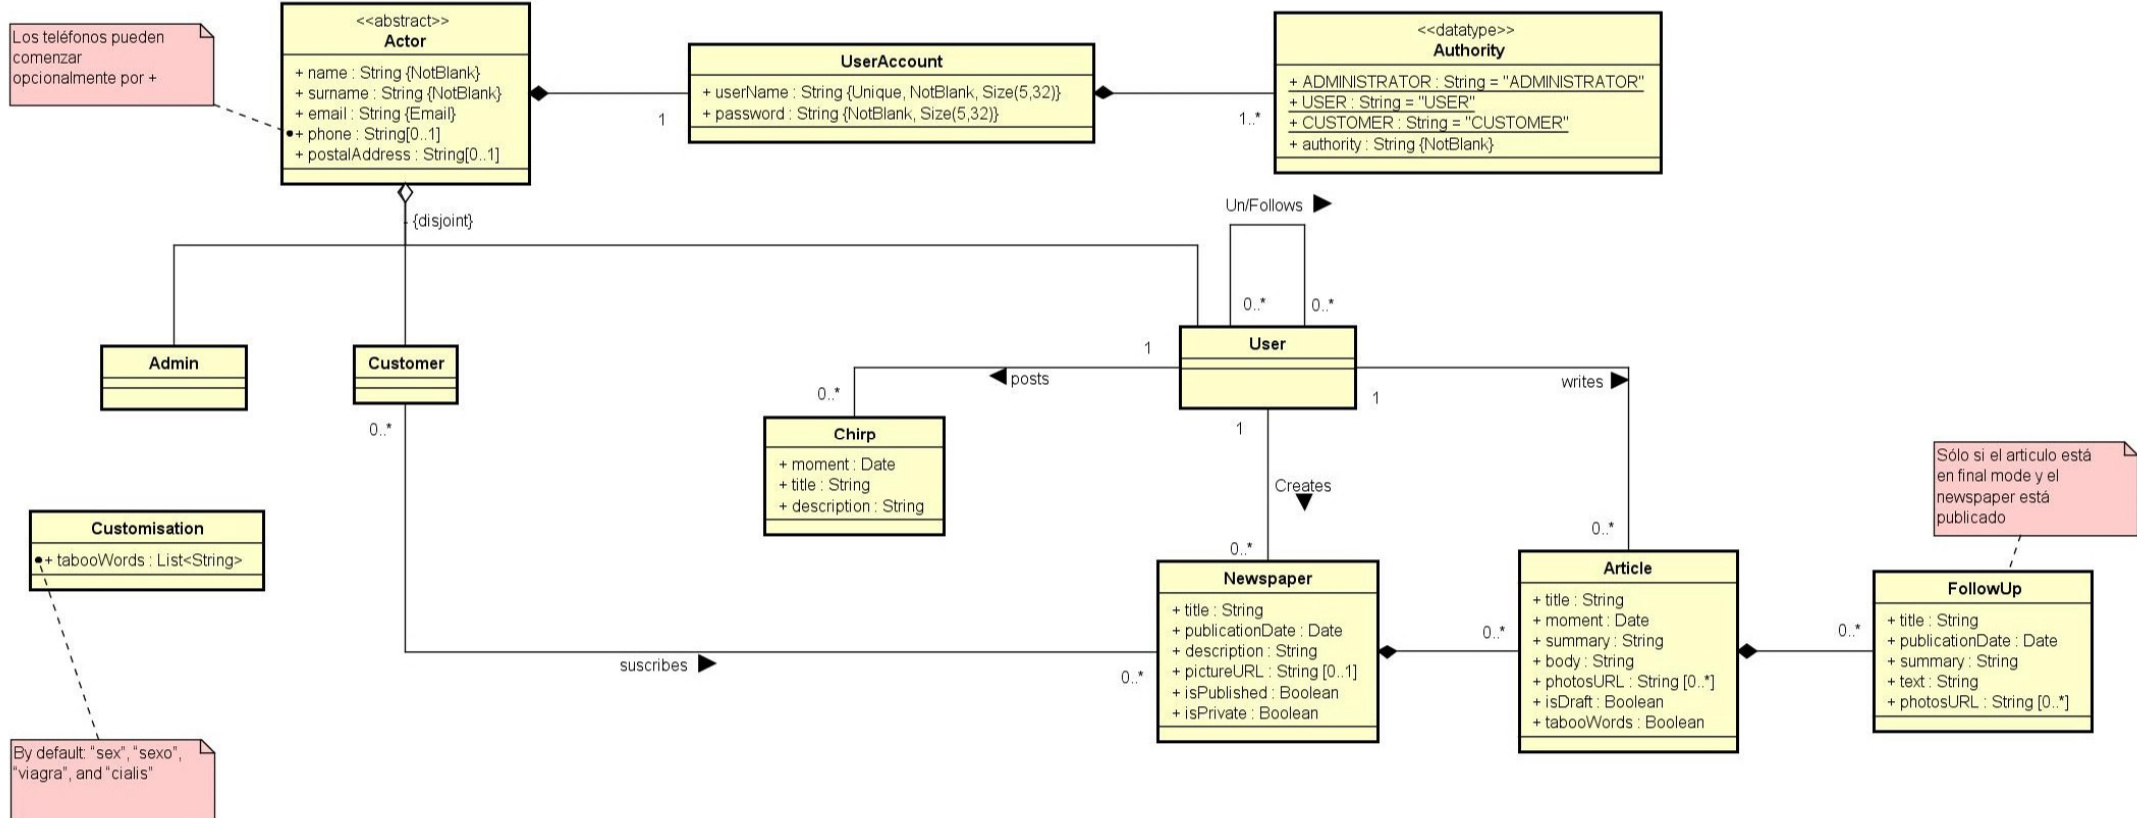 Los teléfonos pueden
comenzar
opcionalmente por +
<<abstract>>
Actor
+ name : String {NotBlank}
+ surname : String {NotBlank}
+ email : String {Email}
+ phone : String[0..1]
+ postalAddress : String[0..1]
1
UserAccount
+ userName : String {Unique, NotBlank, Size(5,32)}
+ password : String {NotBlank, Size(5,32)}
1..*
<<datatype>>
Authority
+ ADMINISTRATOR : String = "ADMINISTRATOR"
+ USER : String = "USER"
+ CUSTOMER : String = "CUSTOMER"
+ authority : String {NotBlank}
{disjoint}
Un/Follows
0..*
0..*
Admin
Customer
0..*
User
1
posts
0..*
writes
1
1
Chirp
+ moment : Date
+ title : String
+ description : String
Creates
0..*
0..*
Sólo si el articulo está
en final mode y el
newspaper está
publicado
Customisation
+ tabooWords : List<String>
suscribes
0..*
Newspaper
+ title : String
+ publicationDate : Date
+ description : String
+ pictureURL : String [0..1]
+ isPublished : Boolean
+ isPrivate : Boolean
0..*
Article
+ title : String
+ moment : Date
+ summary : String
+ body : String
+ photosURL : String [0..*]
+ isDraft : Boolean
+ tabooWords : Boolean
0..*
FollowUp
+ title : String
+ publicationDate : Date
+ summary : String
+ text : String
+ photosURL : String [0..*]
By default: “sex”, “sexo”,
“viagra”, and “cialis”